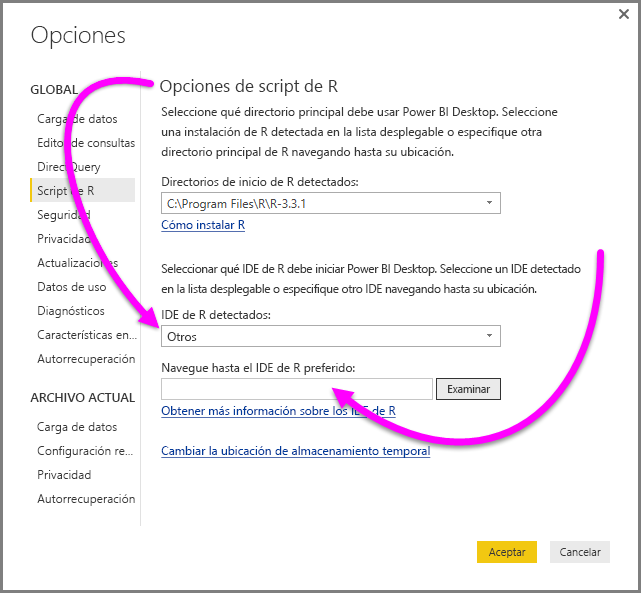 Opciones
GLOBAL
Carga de datos
Editor de consultas
DirectQuery
Script de R
Seguridad
Privacidad
Actualizaciones
Datos de uso
Diagnósticos
Características en...
Autorrecuperación
ARCHIVO ACTUAL
Carga de datos
Configuración re...
Privacidad
Autorrecuperación
Opciones de script de R
Seleccione qué directorio principal debe usar Power BI Desktop. Seleccione
una instalación de R detectada en la lista desplegable o especifique otra
directorio principal de R navegando hasta su ubicación.
Directorios de inicio de R detectados:
C:\Program Files\R\R-3.3.1
Cómo instalar R
Seleccionar qué IDE de R debe iniciar Power BI Desktop. Seleccione un IDE detectado
en la lista desplegable o especifique otro IDE navegando hasta su ubicación.
IDE de R detectados:
Otros
Navegue hasta el IDE de R preferido:
Examinar
Obtener más información sobre los IDE de R
Cambiar la ubicación de almacenamiento temporal
Aceptar
Cancelar